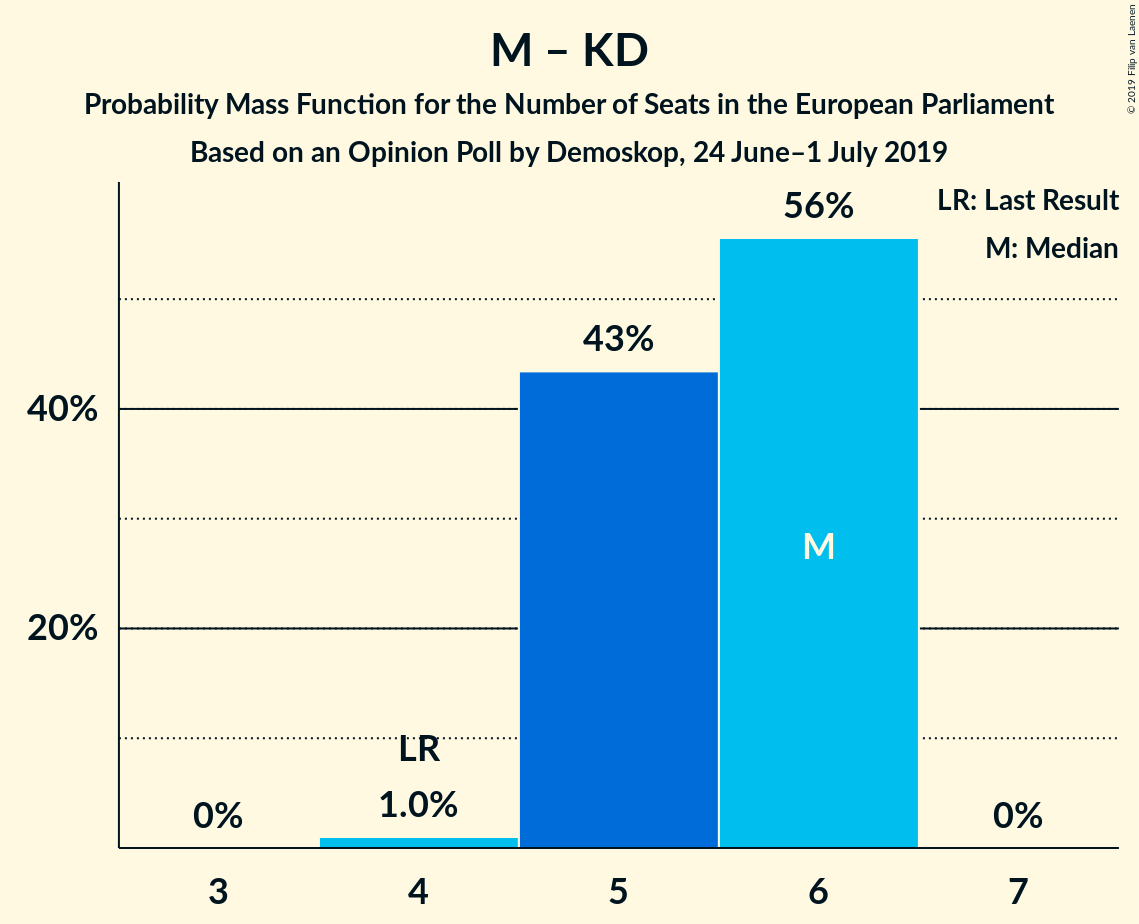 M – KD
Probability Mass Function for the Number of Seats in the European Parliament
Based on an Opinion Poll by Demoskop, 24 June–1 July 2019
© 2019 Filip van Laenen
LR: Last Result
M: Median
56%
43%
40%
M
20%
LR
1.0%
0%
0%
3
4
5
6
7